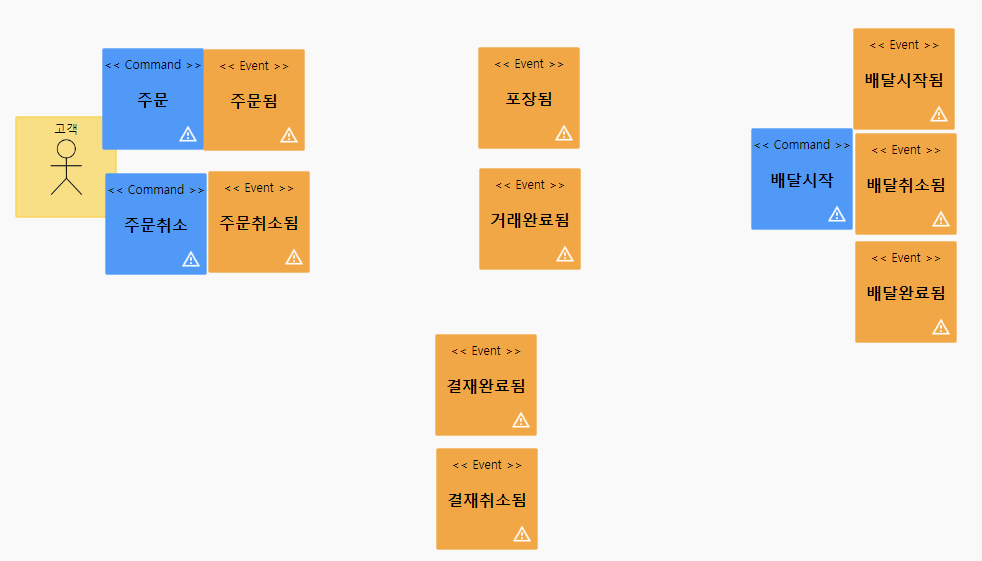 고객
<< Command >>
주문
<< Event >>
주문됨
<< Command >>
주문취소
<< Event >>
주문취소됨
<< Event >>
포장됨
<< Event >>
거래완료됨
<< Event >>
결재완료됨
<< Event >>
결재취소됨
<< Command >>
배달시작
<< Event >>
배달시작됨
<< Event >>
배달취소됨
<< Event >>
배달완료됨